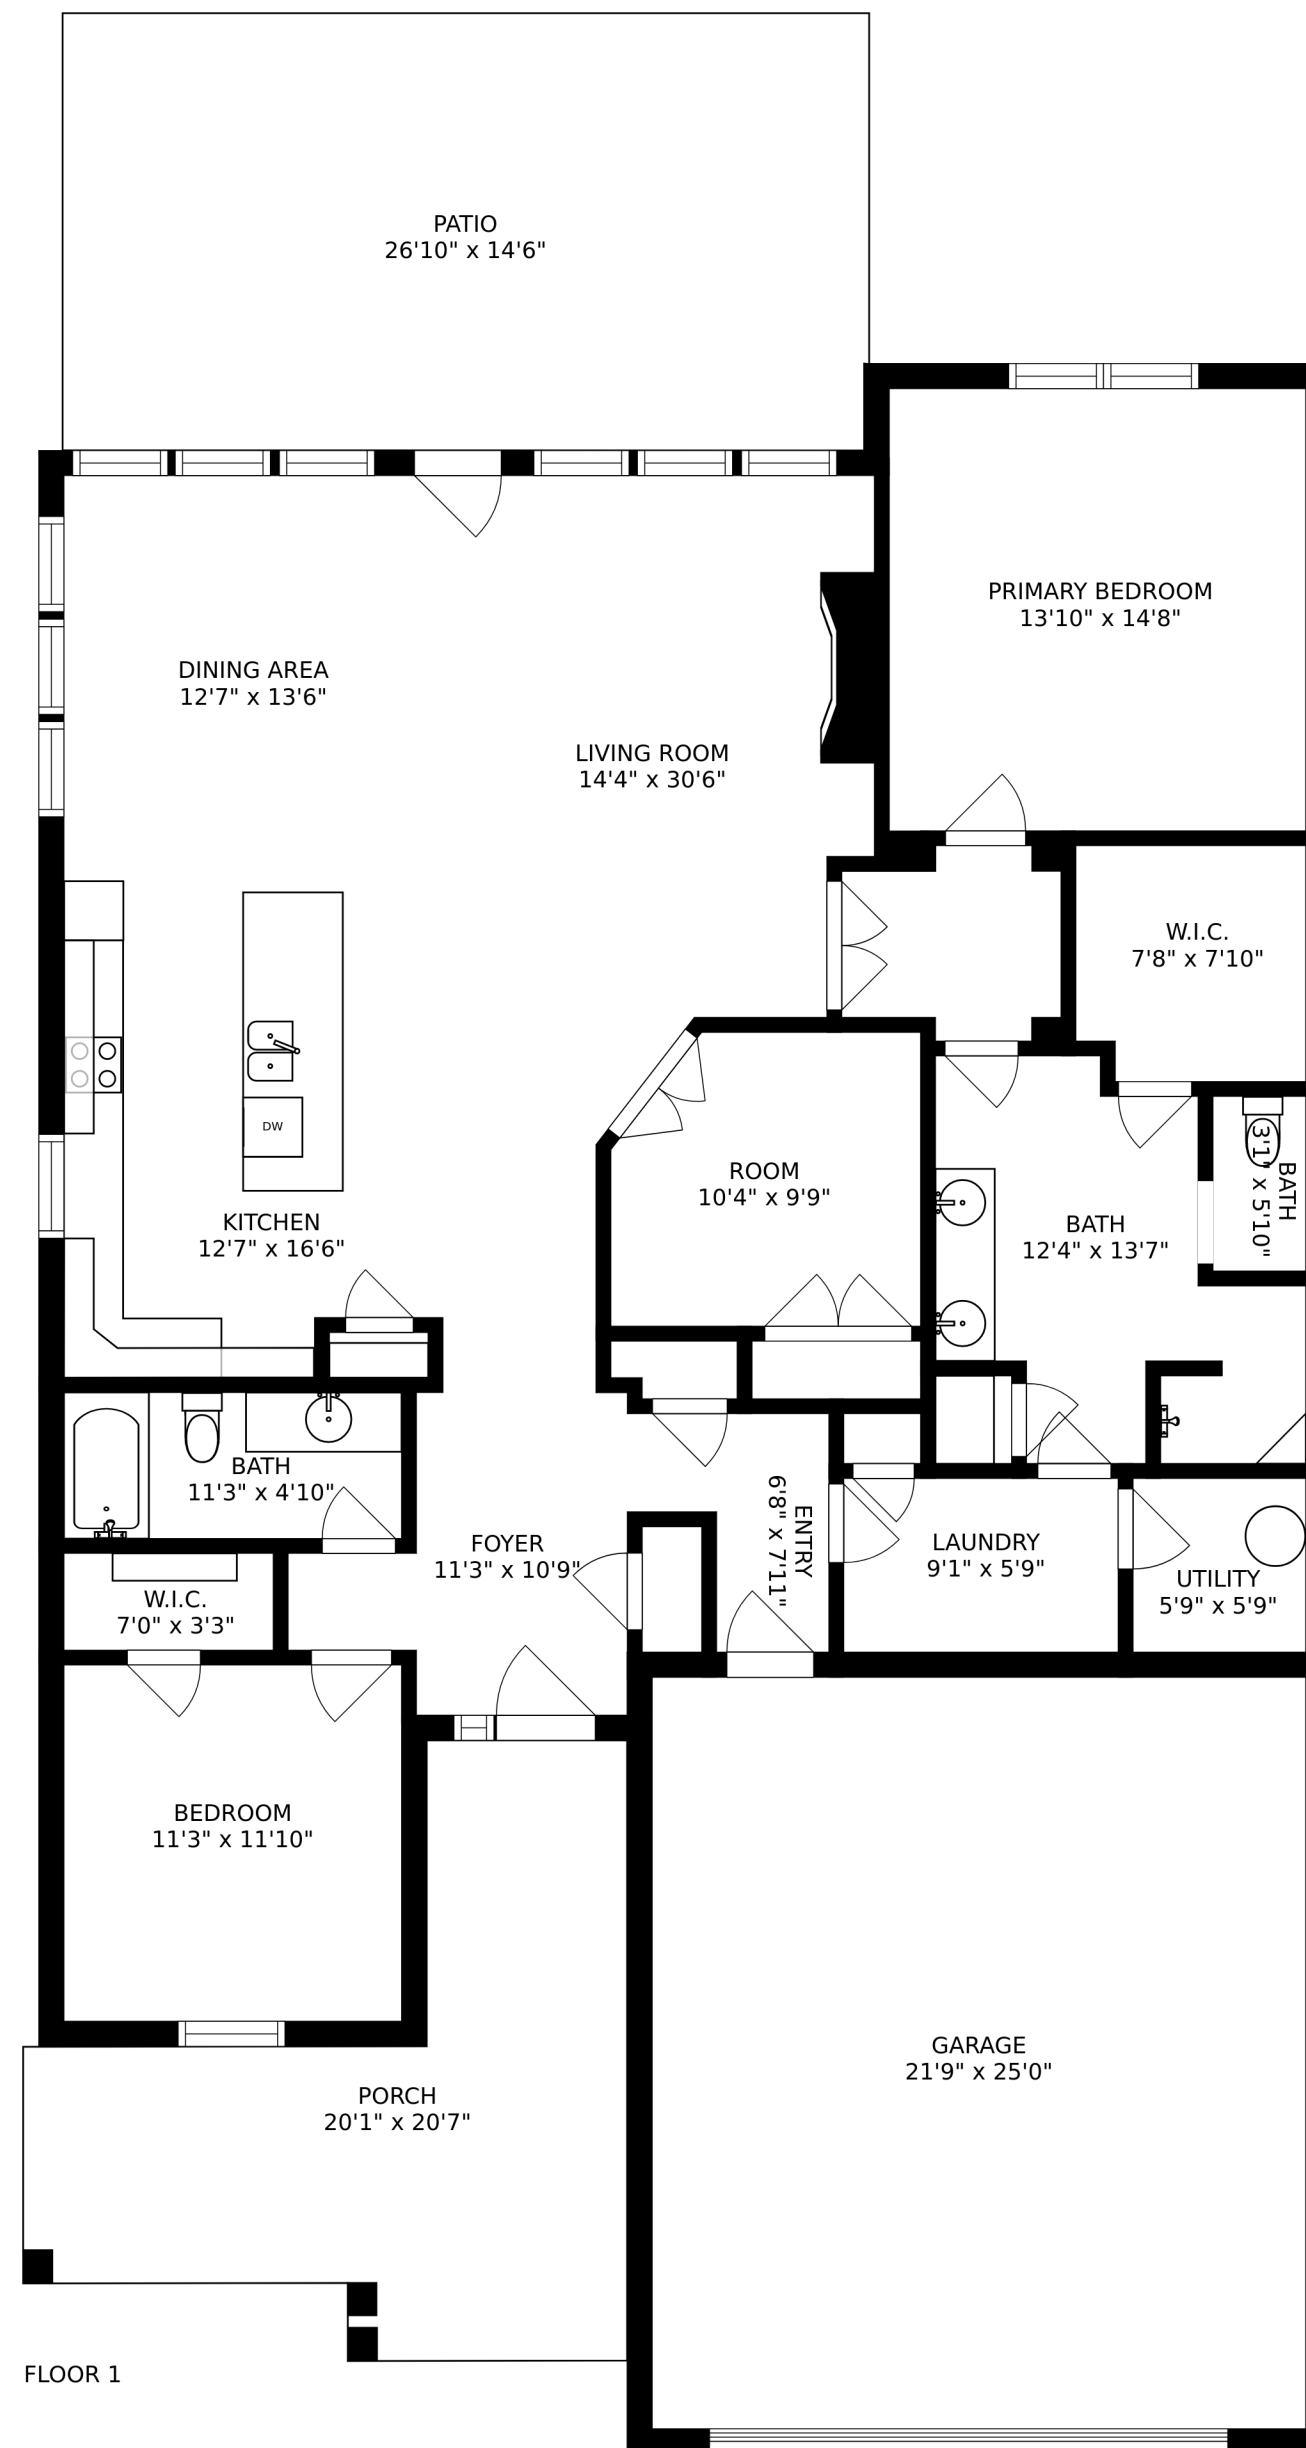 PATIO
26'10" x 14'6"
PRIMARY BEDROOM
13'10" x 14'8"
DINING AREA
12'7" x 13'6"
LIVING ROOM
14'4" x 30'6"
W.I.C.
7'8" x 7'10"
DW
ROOM
10'4" x 9'9"
BATH
3'1" x 5'10"
KITCHEN
12'7" x 16'6"
BATH
12'4" x 13'7"
BATH
11'3" x 4'10"
ENTRY
6'8" x 7'11"
FOYER
11'3" x 10'9"
LAUNDRY
9'1" x 5'9"
UTILITY
5'9" x 5'9"
W.I.C.
7'0" x 3'3"
BEDROOM
11'3" x 11'10"
GARAGE
21'9" x 25'0"
PORCH
20'1" x 20'7"
FLOOR 1